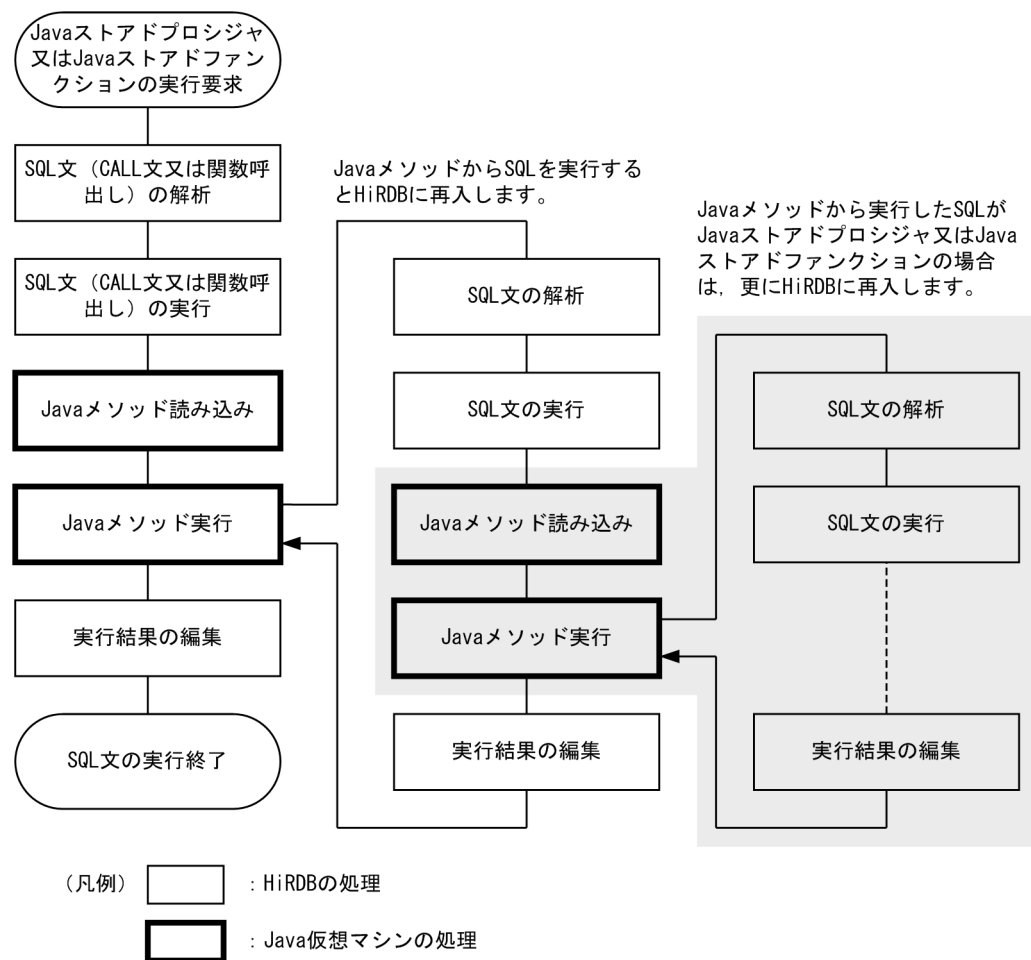 Javaストアドプロシジャ
又はJavaストアドファン
クションの実行要求
SQL文（CALL文又は関数呼
出し）の解析
SQL文（CALL文又は関数呼
出し）の実行
Javaメソッド読み込み
Javaメソッド実行
実行結果の編集
SQL文の実行終了
JavaメソッドからSQLを実行する
とHiRDBに再入します。
SQL文の解析
SQL文の実行
Javaメソッド読み込み
Javaメソッド実行
実行結果の編集
Javaメソッドから実行したSQLが
Javaストアドプロシジャ又はJava
ストアドファンクションの場合
は，更にHiRDBに再入します。
SQL文の解析
SQL文の実行
実行結果の編集
（凡例）
：HiRDBの処理
：Java仮想マシンの処理